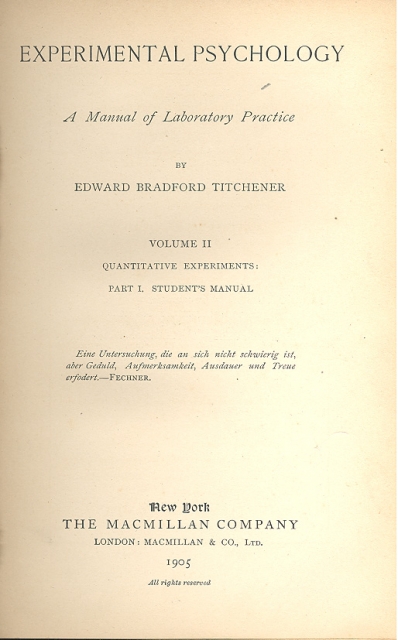 EXPERIMENTAL PSYCHOLOGY
A Manual of Laboratory Practice
BY
EDWARD BRADFORD TITCHENER
VOLUME II
QUANTITATIVE EXPERIMENTS:
PART I. STUDENT'S MANUAL
Eine Untersuchung, die an sich nicht schwierig ist,
aber Geduld, Aufmerksamkeit, Ausdauer und Treue
erfodert.—FECHNER.
New York
THE MACMILLAN COMPANY
LONDON: MACMILLAN & CO., LTD.
1905
All rights reserved